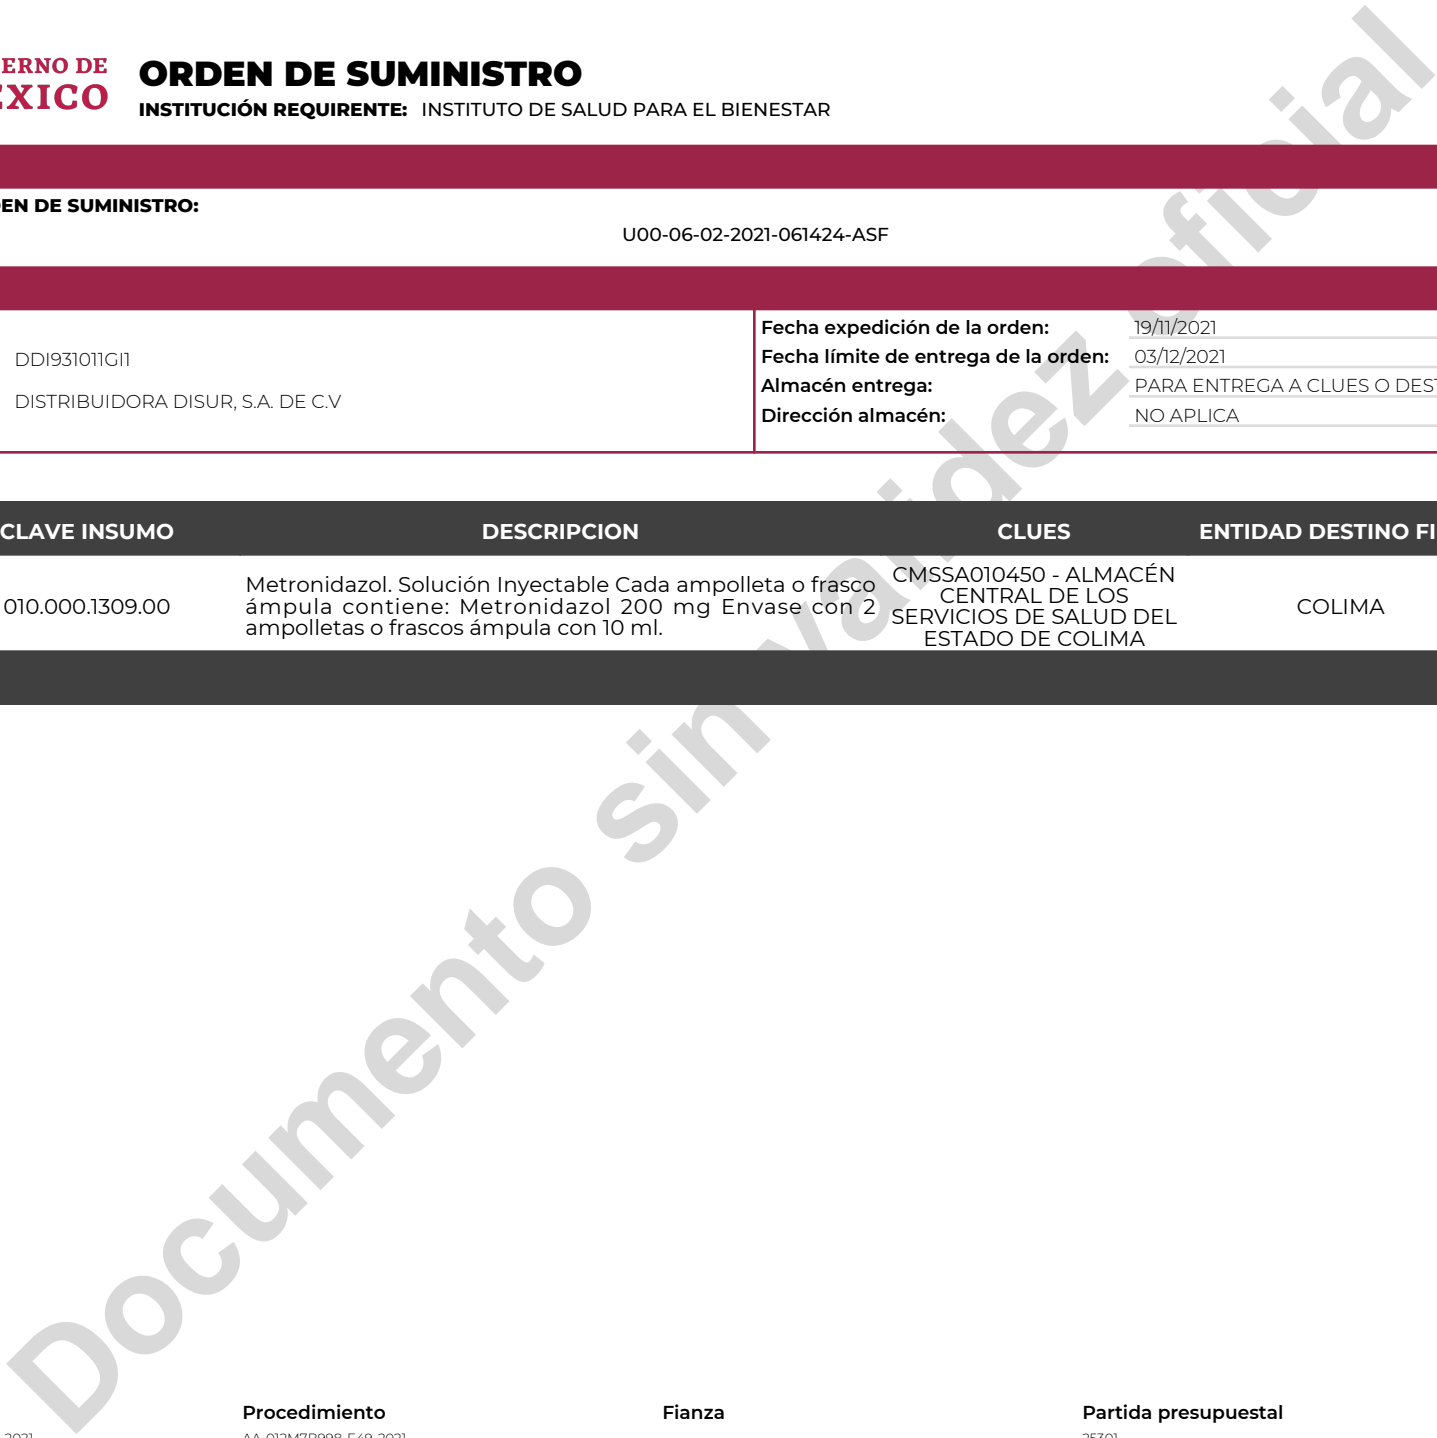 ERNO DE
EXICO
ORDEN DE SUMINISTRO
INSTITUCIÓN REQUIRENTE: INSTITUTO DE SALUD PARA EL BIENESTAR
EN DE SUMINISTRO:
U00-06-02-2021-061424-ASF
DDI931011GI1
DISTRIBUIDORA DISUR, S.A. DE C.V
Fecha expedición de la orden: 19/11/2021
Fecha límite de entrega de la orden: 03/12/2021
Almacén entrega: PARA ENTREGA A CLUES O DEST
Dirección almacén: NO APLICA
CLAVE INSUMO DESCRIPCION CLUES ENTIDAD DESTINO FI
010.000.1309.00
Metronidazol. Solución Inyectable Cada ampolleta o frasco
ámpula contiene: Metronidazol 200 mg Envase con 2
ampolletas o frascos ámpula con 10 ml.
CMSSA010450 - ALMACÉN
CENTRAL DE LOS
SERVICIOS DE SALUD DEL
ESTADO DE COLIMA
COLIMA
Documento sin validez oficial
Procedimiento Fianza Partida presupuestal